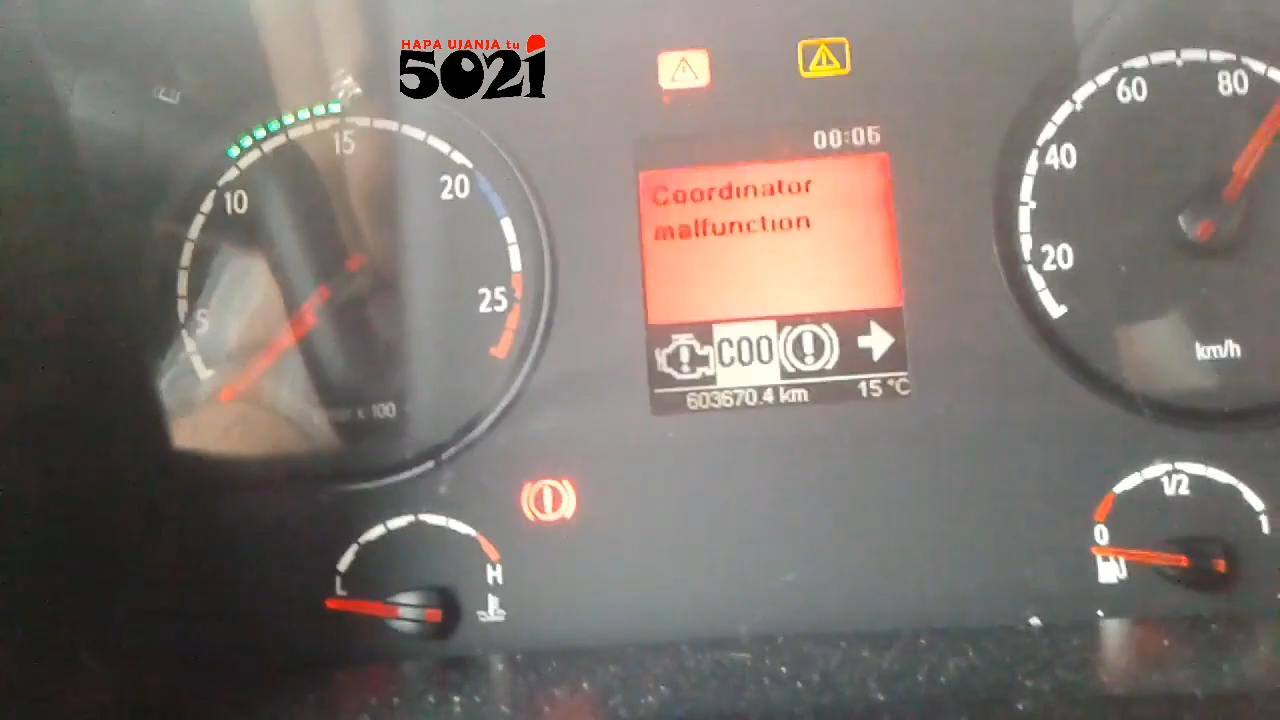 HAPA UJANJA tu
5021
00:05
Coordinator
malfunction
COO
603670.4 km
15 °C
5
10
15
20
25
x 100
20
40
60
80
km/h
L
H
0
1/2
1